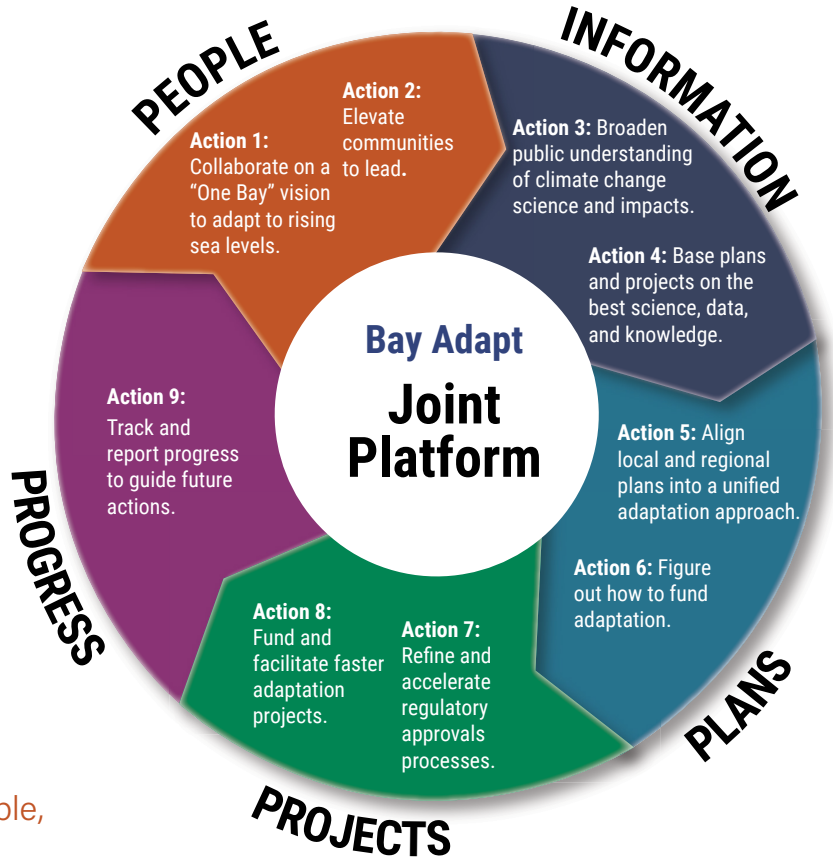 PEOPLE
Action 1:
Collaborate on a
“One Bay” vision
to adapt to rising
sea levels.
Action 2:
Elevate
communities
to lead.
INFORMATION
Action 3: Broaden
public understanding
of climate change
science and impacts.
Action 4: Base plans
and projects on the
best science, data,
and knowledge.
Bay Adapt
Joint
Platform
PLANS
Action 5: Align
local and regional
plans into a unified
adaptation approach.
Action 6: Figure
out how to fund
adaptation.
PROJECTS
Action 7:
Refine and
accelerate
regulatory
approvals
processes.
Action 8:
Fund and
facilitate faster
adaptation
projects.
PROGRESS
Action 9:
Track and
report progress
to guide future
actions.